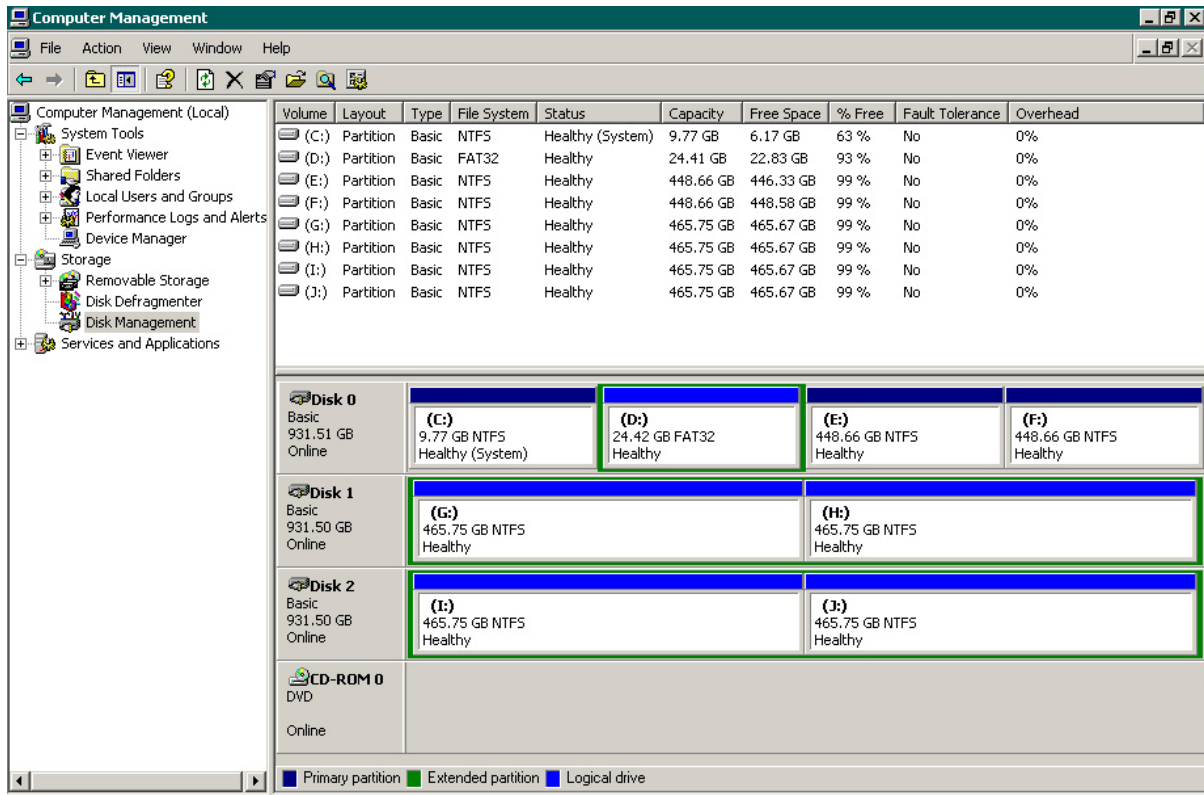 Computer Management
File Action View Window Help
Computer Management (Local)
System Tools
Event Viewer
Shared Folders
Local Users and Groups
Performance Logs and Alerts
Device Manager
Storage
Removable Storage
Disk Defragmenter
Disk Management
Services and Applications
Volume Layout Type File System Status Capacity Free Space % Free Fault Tolerance Overhead
(C:) Partition Basic NTFS Healthy (System) 9.77 GB 6.17 GB 63 % No 0%
(D:) Partition Basic FAT32 Healthy 24.41 GB 22.83 GB 93 % No 0%
(E:) Partition Basic NTFS Healthy 448.66 GB 446.33 GB 99 % No 0%
(F:) Partition Basic NTFS Healthy 448.66 GB 448.58 GB 99 % No 0%
(G:) Partition Basic NTFS Healthy 465.75 GB 465.67 GB 99 % No 0%
(H:) Partition Basic NTFS Healthy 465.75 GB 465.67 GB 99 % No 0%
(I:) Partition Basic NTFS Healthy 465.75 GB 465.67 GB 99 % No 0%
(J:) Partition Basic NTFS Healthy 465.75 GB 465.67 GB 99 % No 0%
Disk 0
Basic
931.51 GB
Online
(C:)
9.77 GB NTFS
Healthy (System)
(D:)
24.42 GB FAT32
Healthy
(E:)
448.66 GB NTFS
Healthy
(F:)
448.66 GB NTFS
Healthy
Disk 1
Basic
931.50 GB
Online
(G:)
465.75 GB NTFS
Healthy
(H:)
465.75 GB NTFS
Healthy
Disk 2
Basic
931.50 GB
Online
(I:)
465.75 GB NTFS
Healthy
(J:)
465.75 GB NTFS
Healthy
CD-ROM 0
DVD
Online
Primary partition Extended partition Logical drive